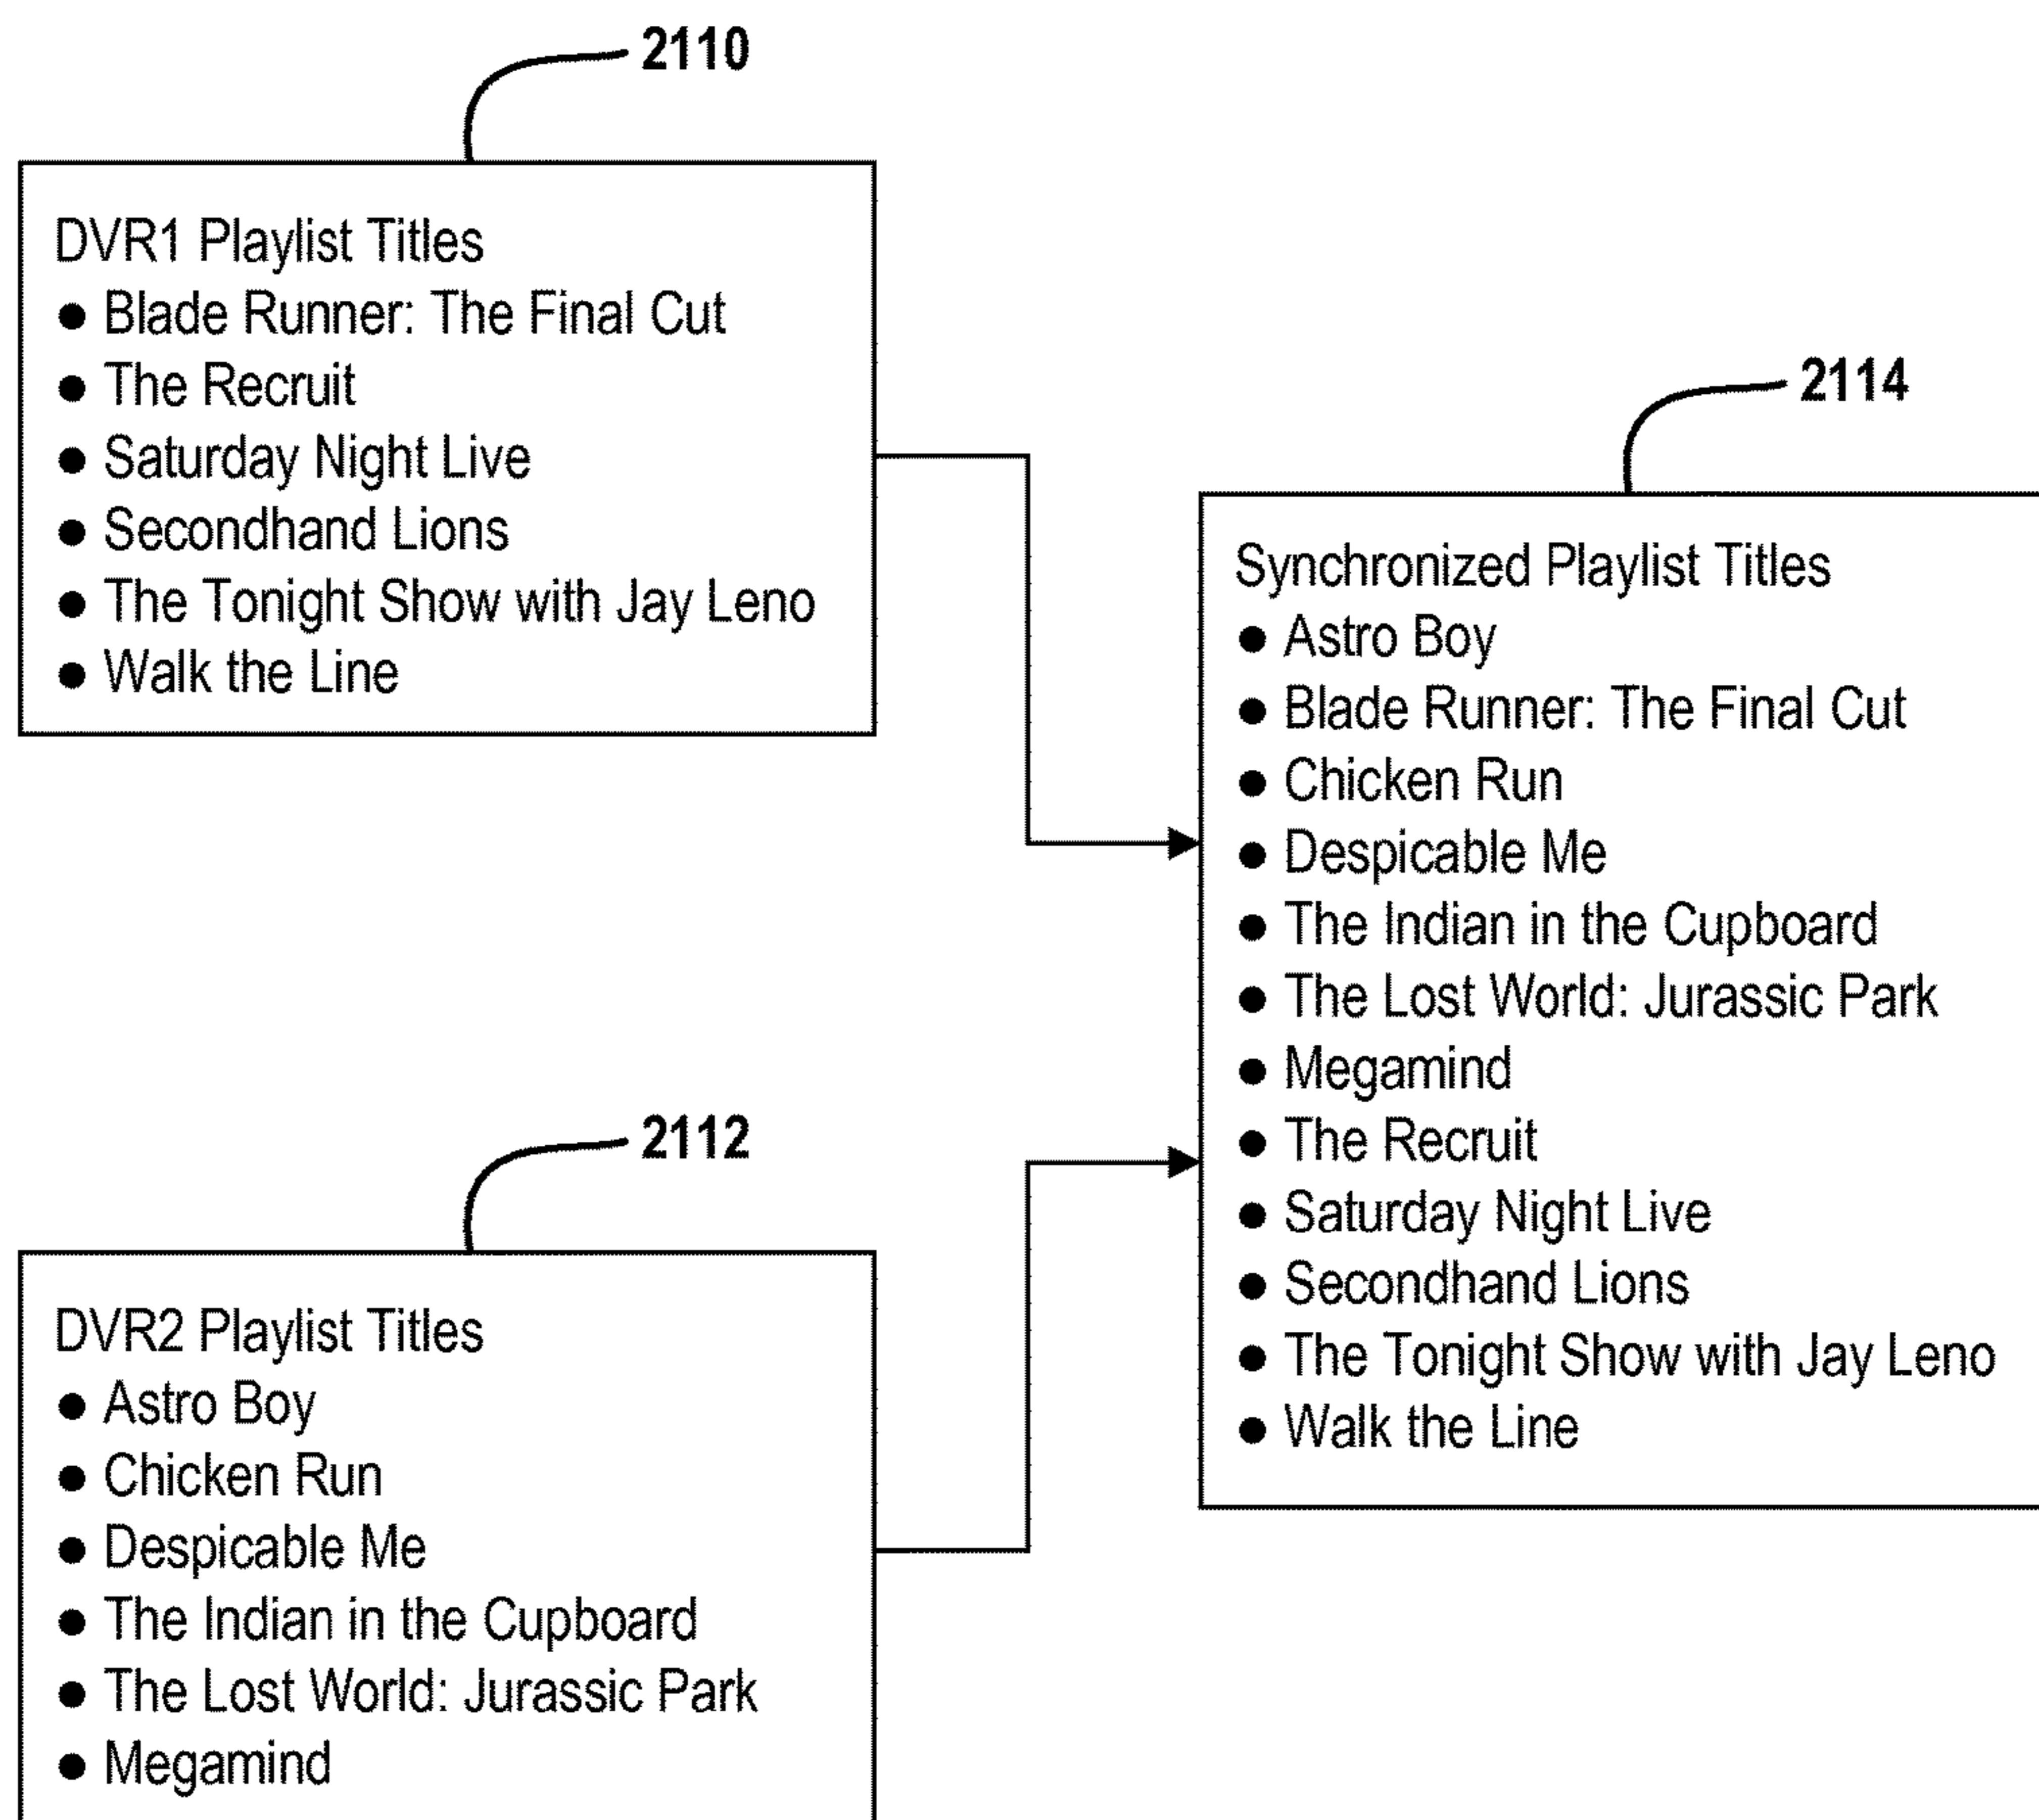 2110
DVR1 Playlist Titles
● Blade Runner: The Final Cut
● The Recruit
● Saturday Night Live
● Secondhand Lions
● The Tonight Show with Jay Leno
● Walk the Line
2112
DVR2 Playlist Titles
● Astro Boy
● Chicken Run
● Despicable Me
● The Indian in the Cupboard
● The Lost World: Jurassic Park
● Megamind
2114
Synchronized Playlist Titles
● Astro Boy
● Blade Runner: The Final Cut
● Chicken Run
● Despicable Me
● The Indian in the Cupboard
● The Lost World: Jurassic Park
● Megamind
● The Recruit
● Saturday Night Live
● Secondhand Lions
● The Tonight Show with Jay Leno
● Walk the Line